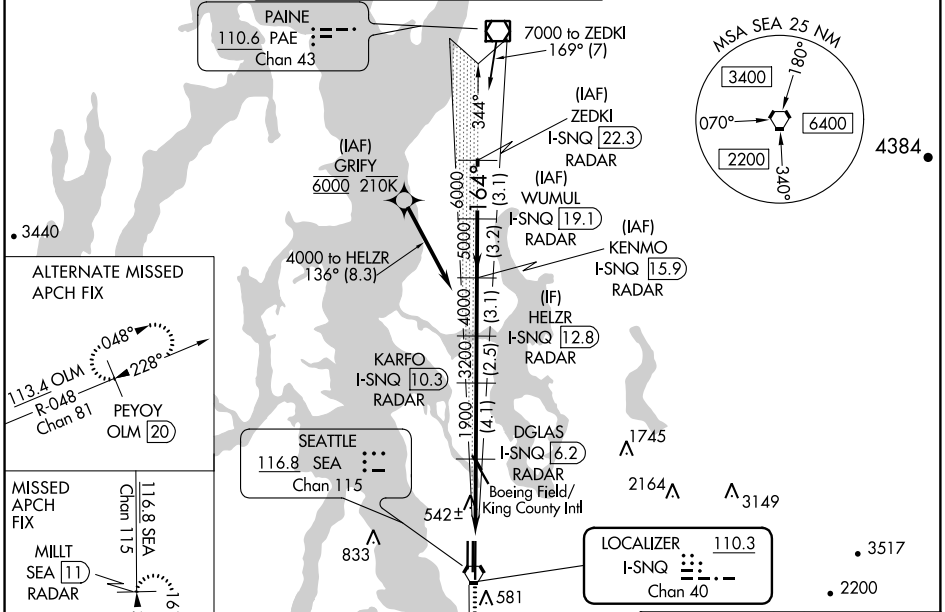 PAINE
110.6 PAE
Chan 43
7000 to ZEDKI
169° (7)
MSA SEA 25 NM
3400
180°
070°
6400
2200
340°
4384
344°
(IAF)
ZEDKI
I-SNQ 22.3
RADAR
(IAF)
GRIFY
6000 210K
6000
164°
(3.1)
(IAF)
WUMUL
I-SNQ 19.1
RADAR
3440
4000 to HELZR
136° (8.3)
5000
(3.2)
(IAF)
KENMO
I-SNQ 15.9
RADAR
ALTERNATE MISSED
APCH FIX
048°
228°
113.4 OLM
R-048
Chan 81
PEYOY
OLM 20
4000
(3.1)
(IF)
HELZR
I-SNQ 12.8
RADAR
KARFO
I-SNQ 10.3
RADAR
3200
(2.5)
1900
(4.1)
DGLAS
I-SNQ 6.2
RADAR
Boeing Field/
King County Intl
SEATTLE
116.8 SEA
Chan 115
1745
2164
3149
542±
833
581
MISSED
APCH
FIX
116.8 SEA
Chan 115
MILLT
SEA 11
RADAR
LOCALIZER 110.3
I-SNQ
Chan 40
3517
2200